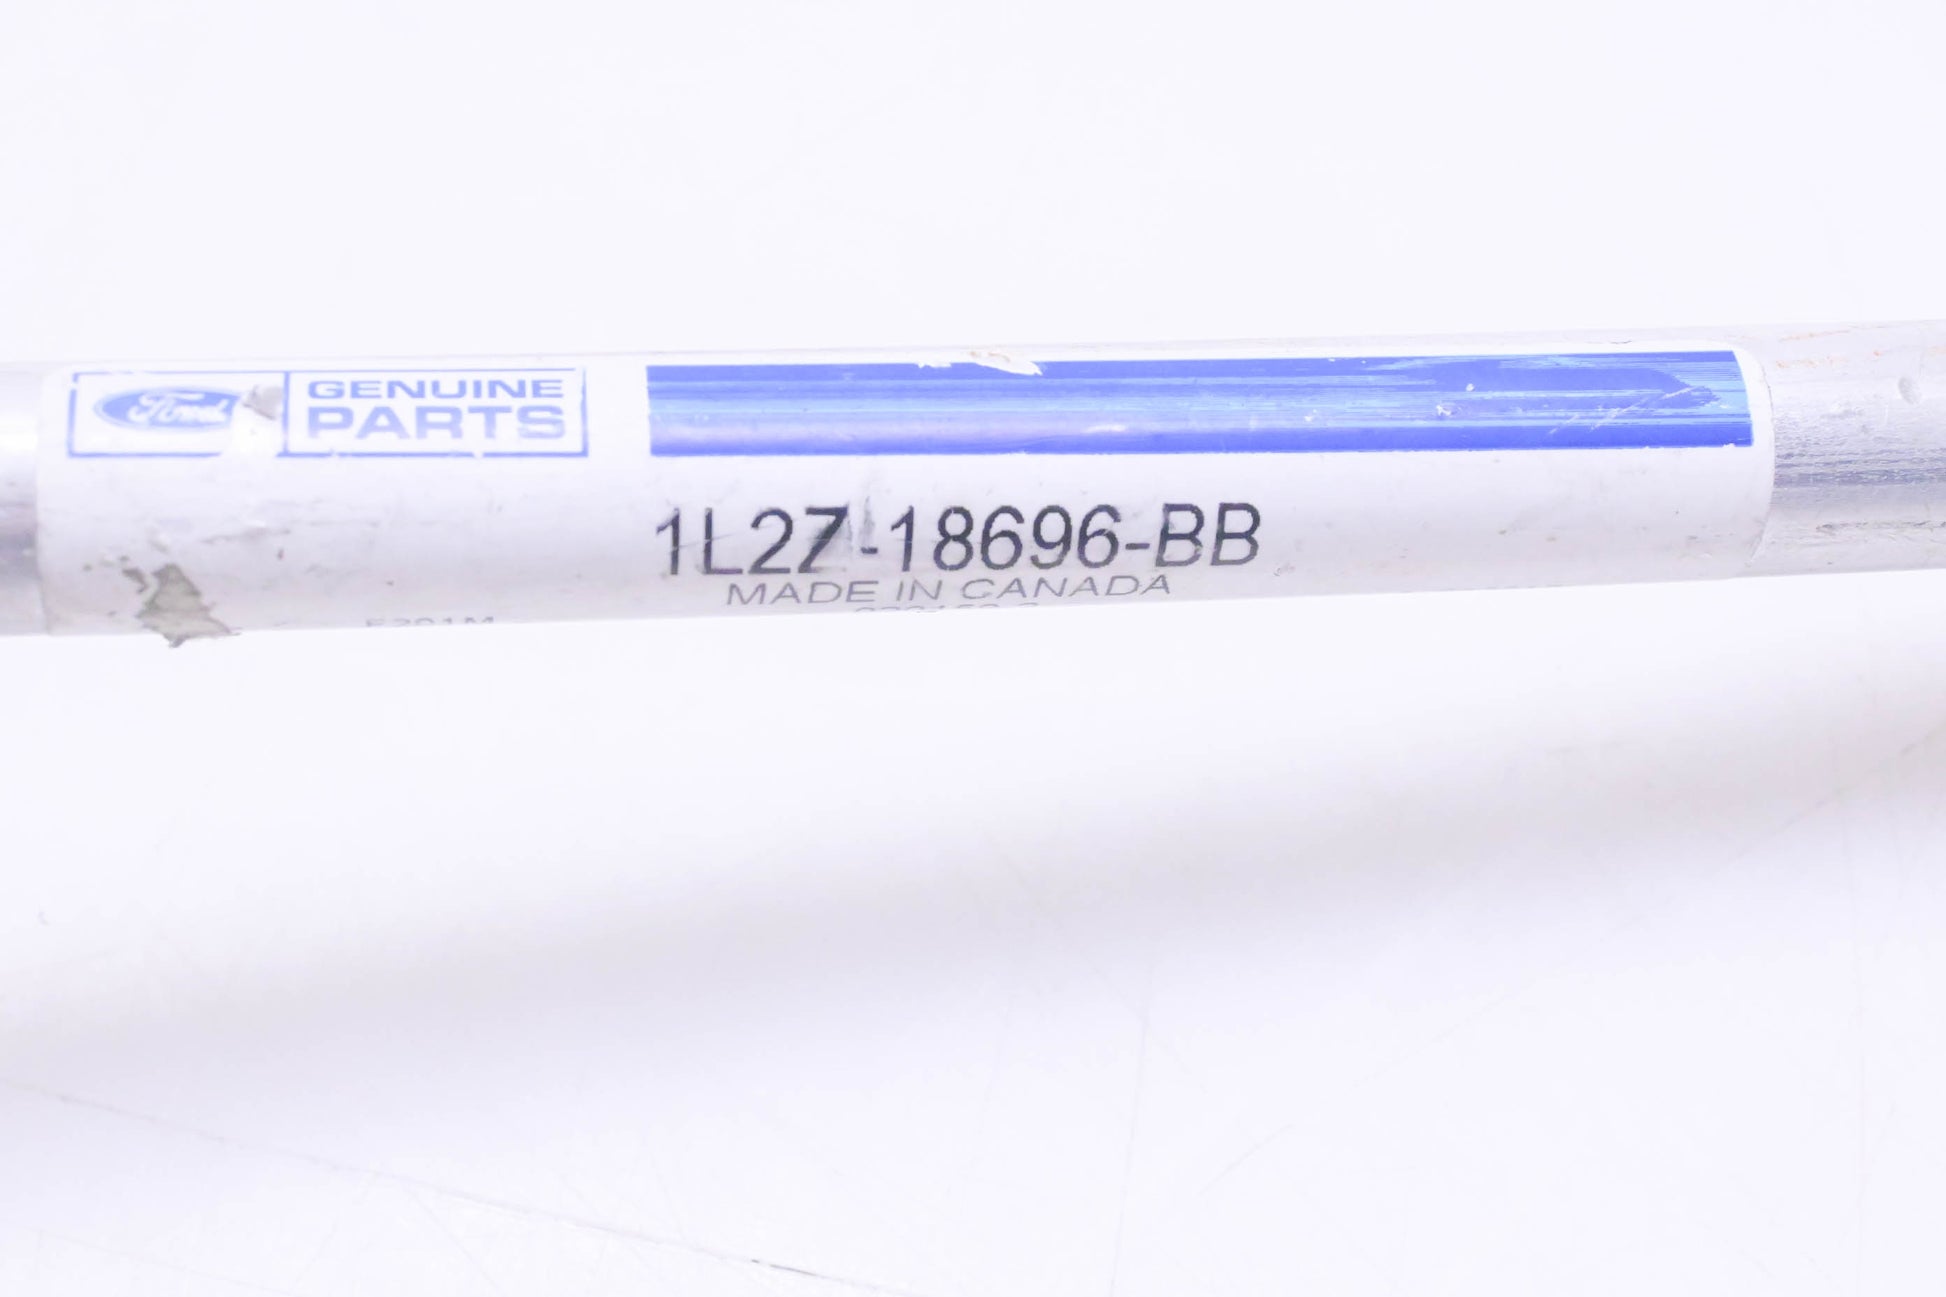 Ford
GENUINE
PARTS
1L2Z-18696-BB
MADE IN CANADA